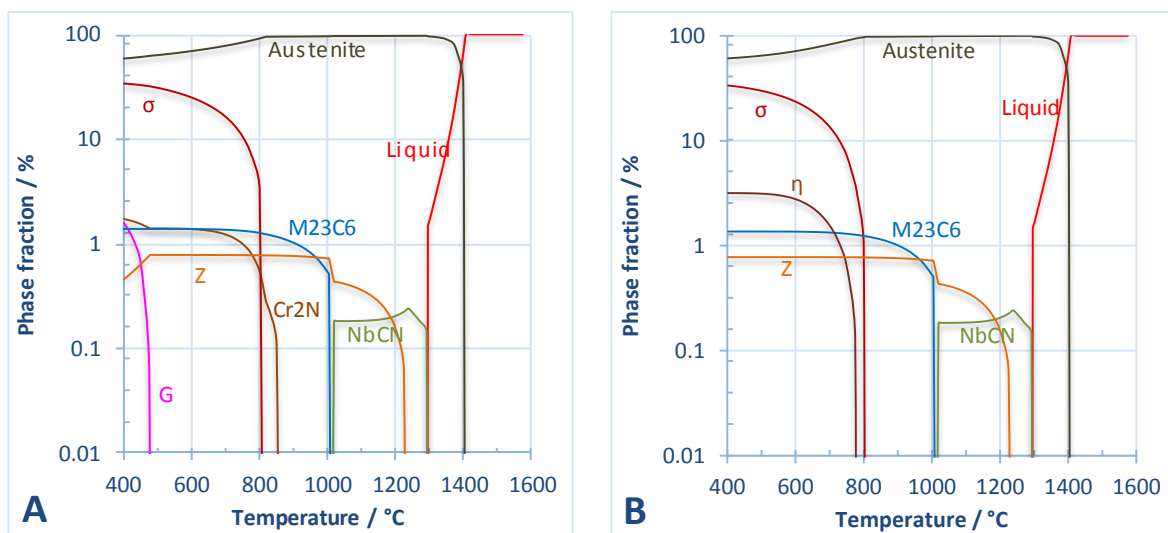 100
10
1
0.1
0.01
Phase fraction / %
Austenite
σ
Liquid
M23C6
Z
Cr2N
NbCN
G
400 600 800 1000 1200 1400 1600
Temperature / °C
A
100
10
1
0.1
0.01
Phase fraction / %
Austenite
σ
Liquid
η
M23C6
Z
NbCN
400 600 800 1000 1200 1400 1600
Temperature / °C
B